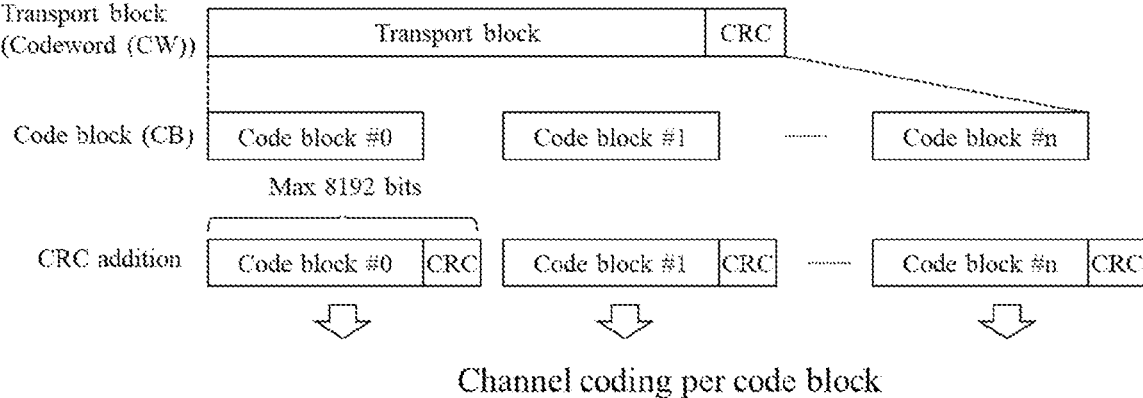 Transport block
(Codeword (CW))
Transport block CRC
Code block (CB) Code block #0 Code block #1 Code block #n
Max 8192 bits
CRC addition Code block #0 CRC Code block #1 CRC Code block #n CRC
Channel coding per code block